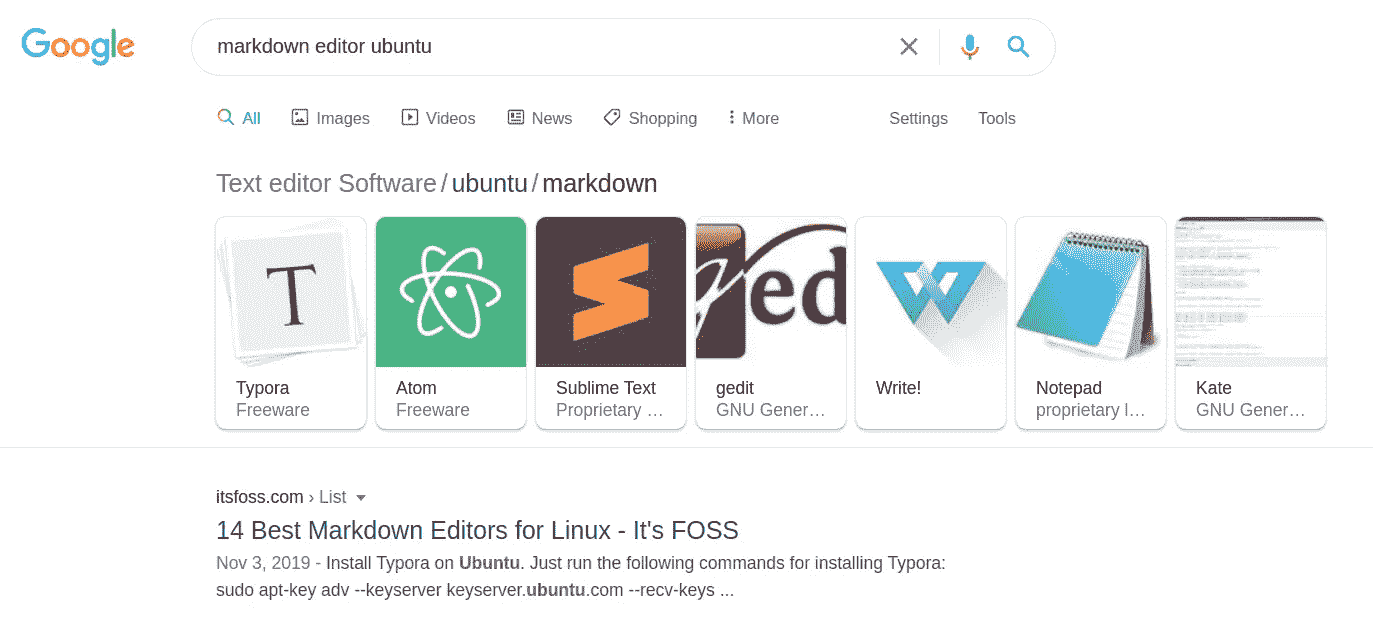 Google
markdown editor ubuntu
All Images Videos News Shopping More Settings Tools
Text editor Software/ubuntu/markdown
T
ged
W
Typora
Freeware
Atom
Freeware
Sublime Text
Proprietary …
gedit
GNU Gener…
Write!
Notepad
proprietary l…
Kate
GNU Gener…
itsfoss.com › List
14 Best Markdown Editors for Linux - It's FOSS
Nov 3, 2019 - Install Typora on Ubuntu. Just run the following commands for installing Typora:
sudo apt-key adv --keyserver keyserver.ubuntu.com --recv-keys ...